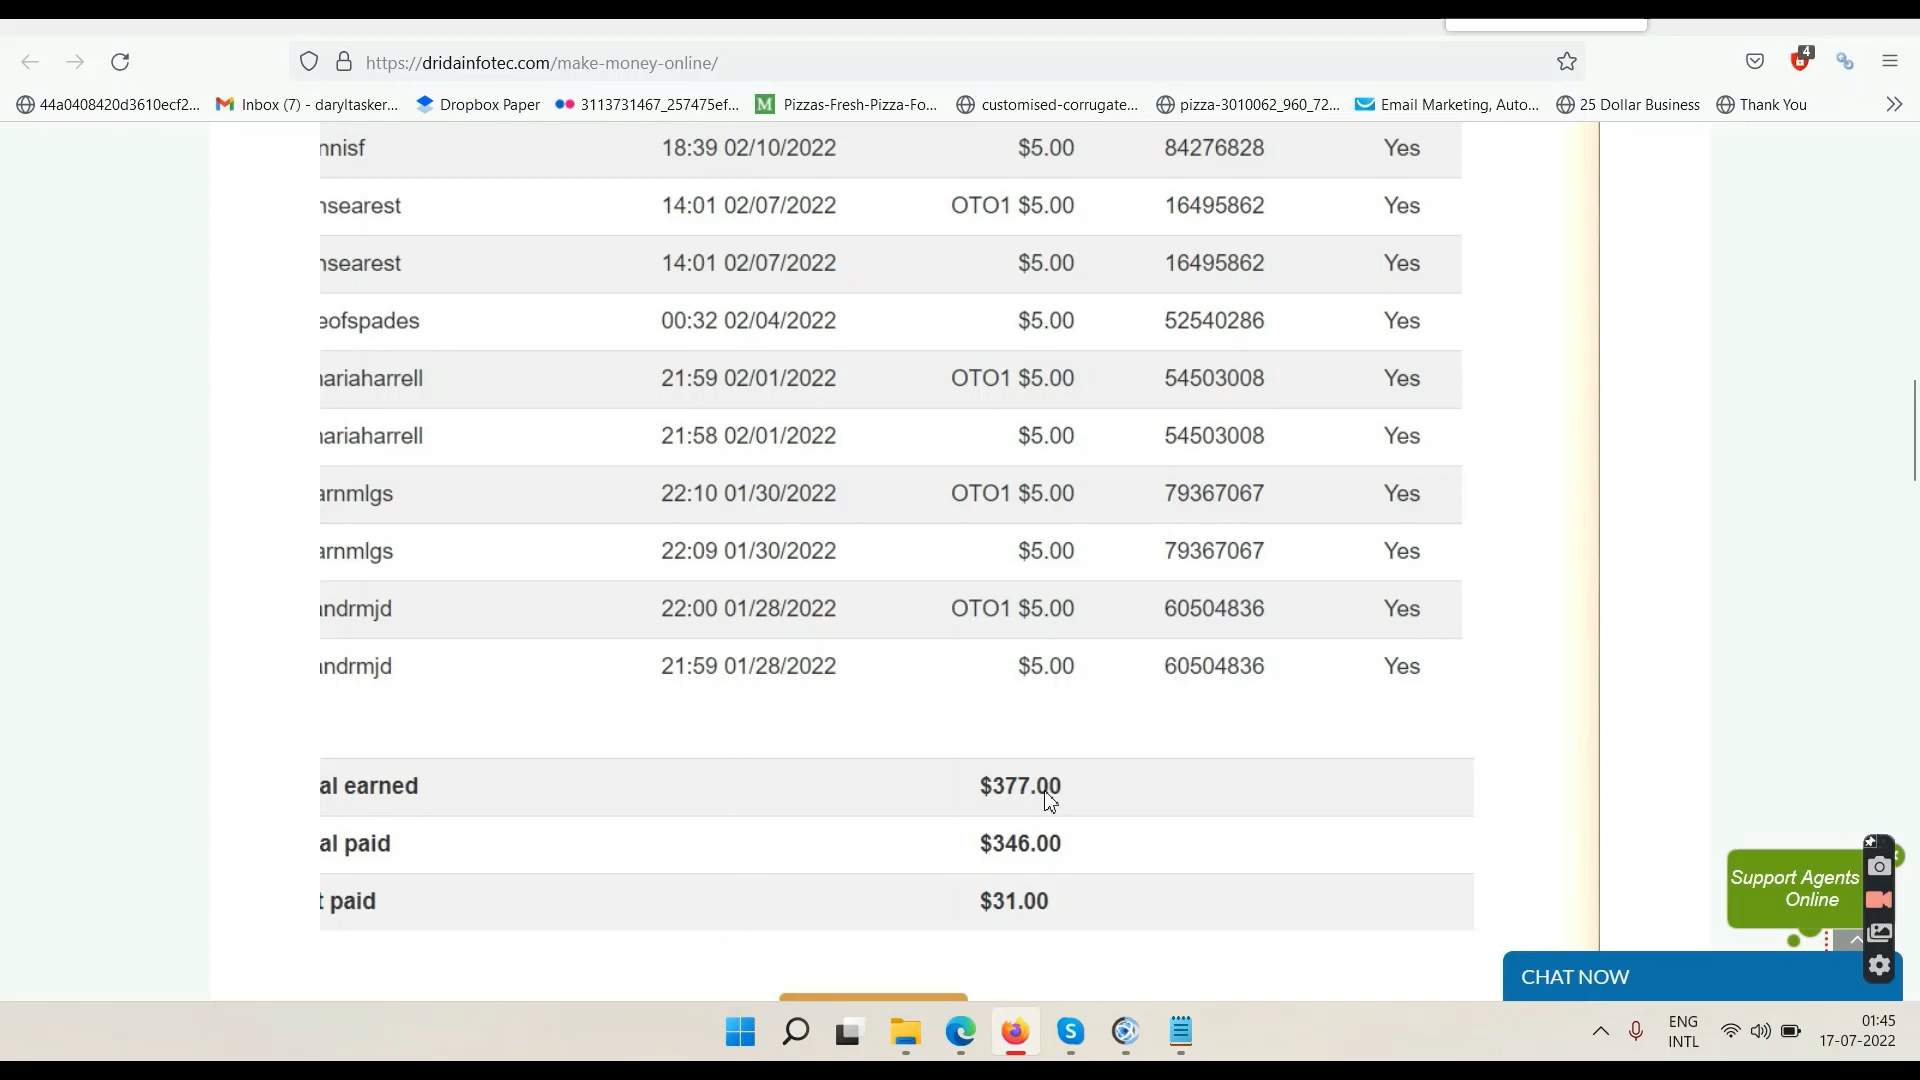 https://dridainfotec.com/make-money-online/
4
44a0408420d3610ecf2...
Inbox (7) - daryltasker...
Dropbox Paper
3113731467_257475ef...
M
Pizzas-Fresh-Pizza-Fo...
customised-corrugate...
pizza-3010062_960_72...
Email Marketing, Auto...
25 Dollar Business
Thank You
nnisf 18:39 02/10/2022 $5.00 84276828 Yes
nsearest 14:01 02/07/2022 OTO1 $5.00 16495862 Yes
nsearest 14:01 02/07/2022 $5.00 16495862 Yes
eofspades 00:32 02/04/2022 $5.00 52540286 Yes
nariaharrell 21:59 02/01/2022 OTO1 $5.00 54503008 Yes
nariaharrell 21:58 02/01/2022 $5.00 54503008 Yes
arnmlgs 22:10 01/30/2022 OTO1 $5.00 79367067 Yes
arnmlgs 22:09 01/30/2022 $5.00 79367067 Yes
andrmjd 22:00 01/28/2022 OTO1 $5.00 60504836 Yes
andrmjd 21:59 01/28/2022 $5.00 60504836 Yes
al earned $377.00
al paid $346.00
t paid $31.00
Support Agents
Online
CHAT NOW
S
ENG
INTL
01:45
17-07-2022